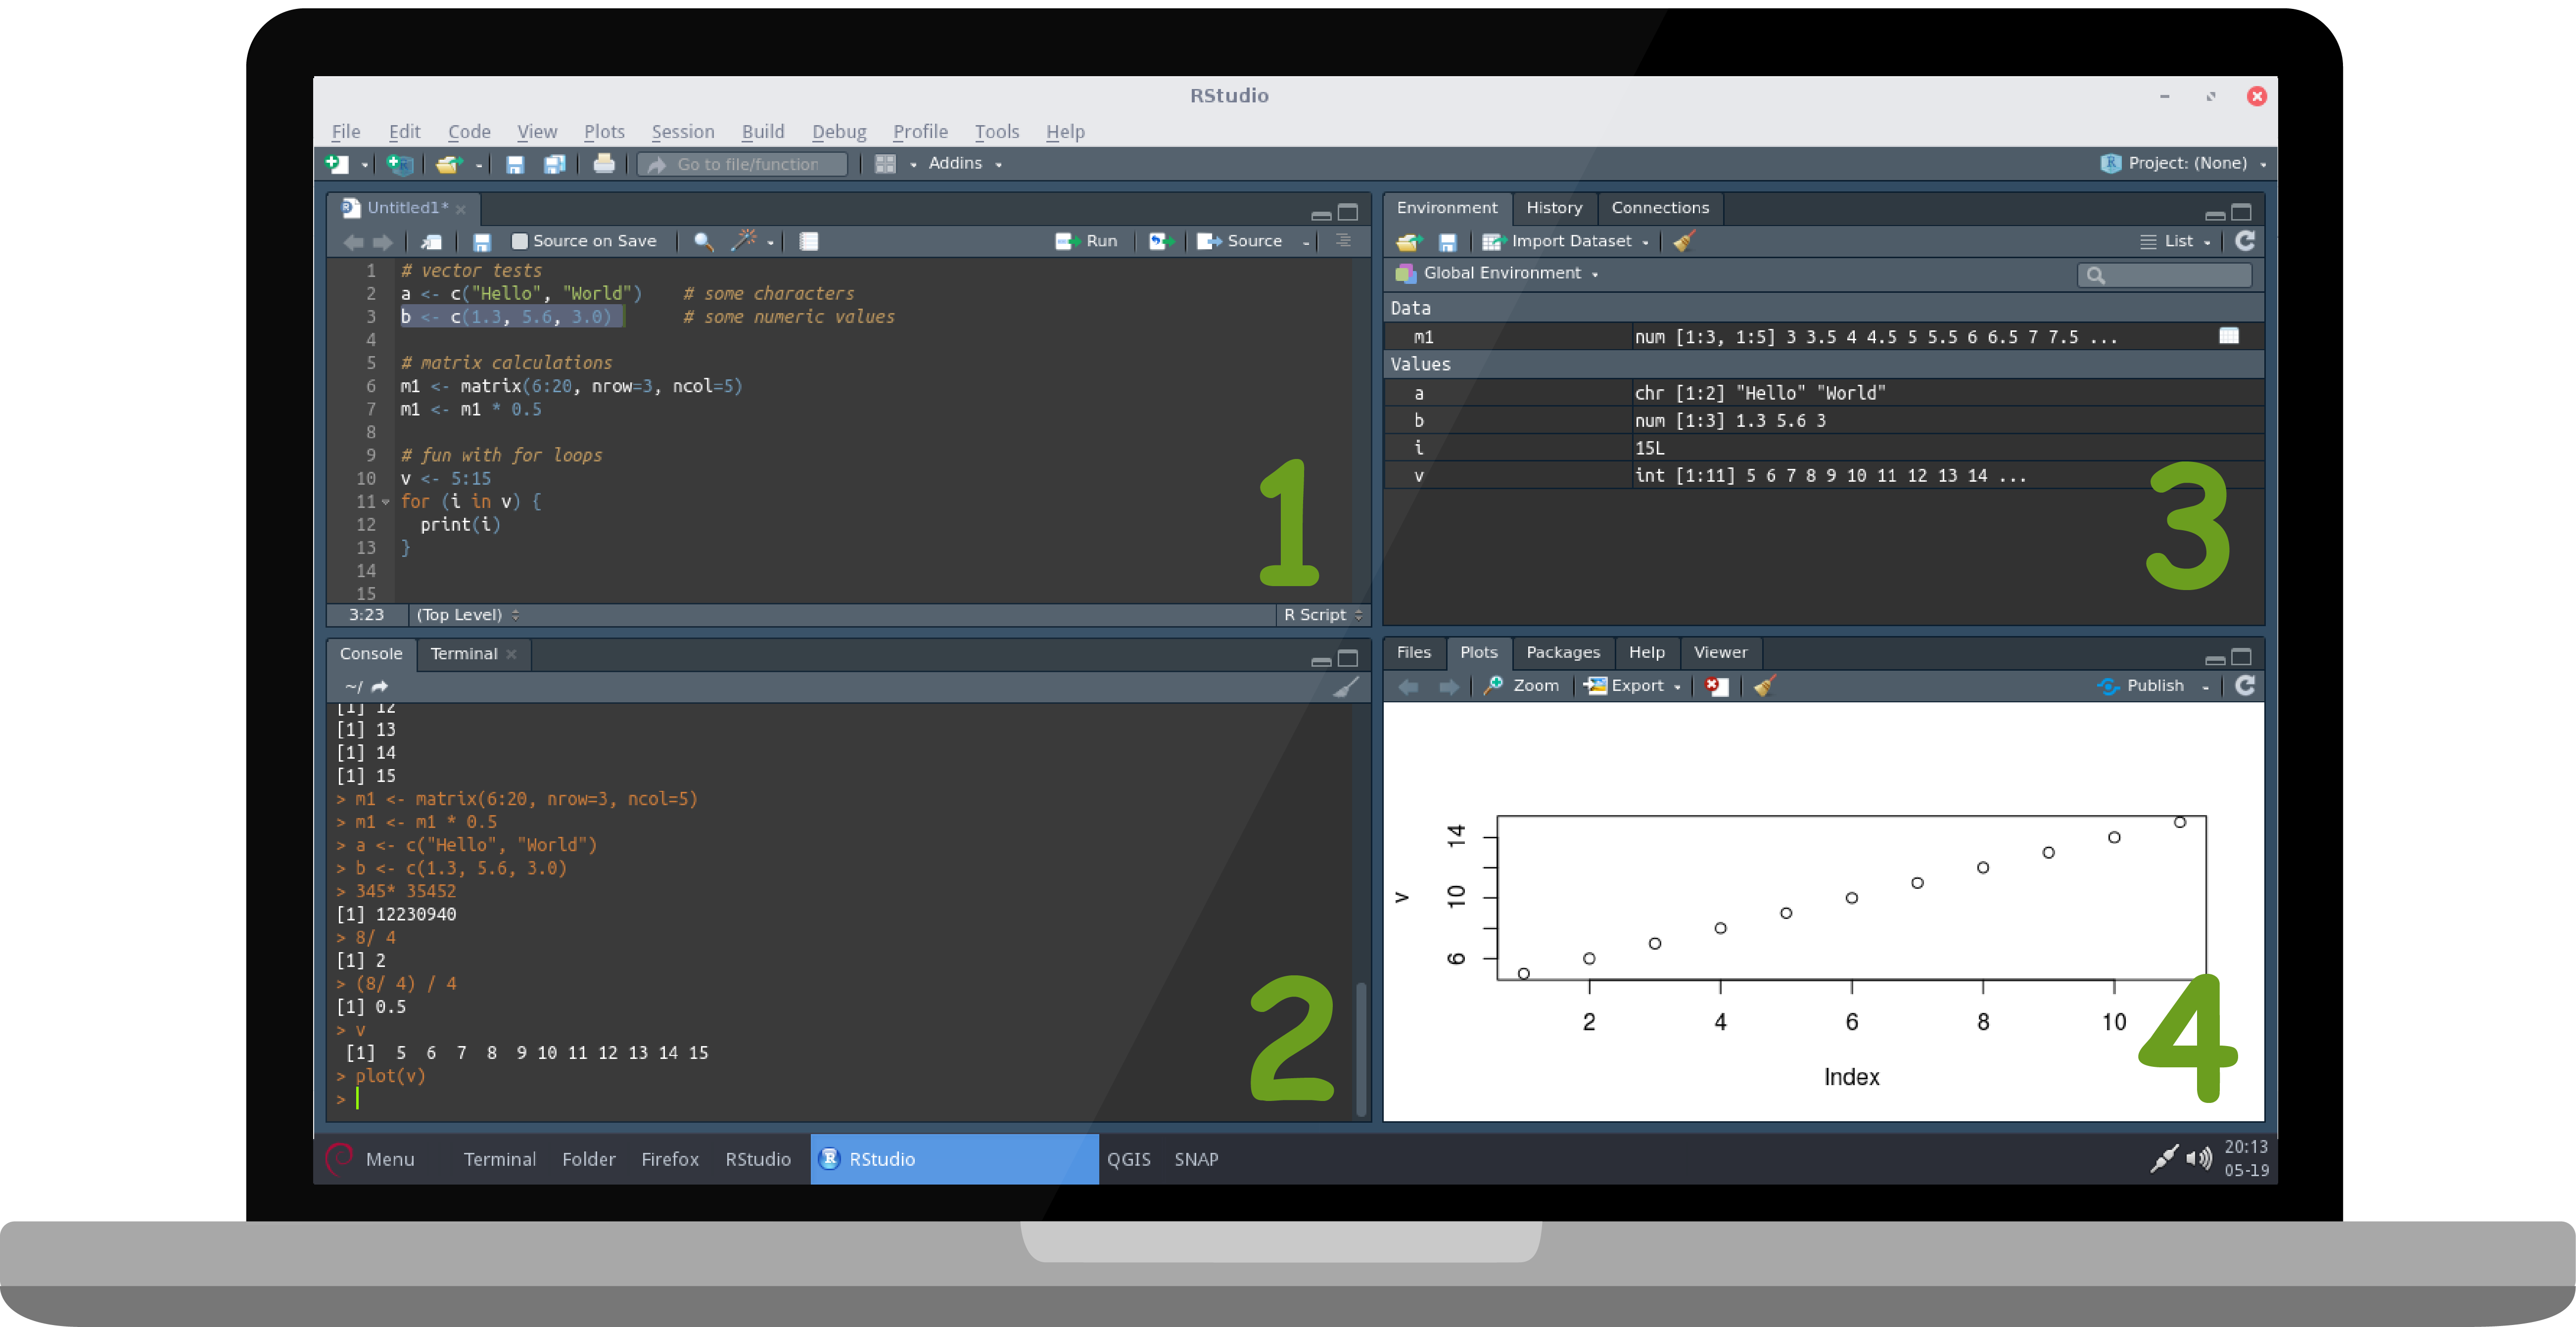 RStudio
File Edit Code View Plots Session Build Debug Profile Tools Help
Go to file/function Addins Project: (None)
Untitled1*
Source on Save Run Source
1 # vector tests
2 a <- c("Hello", "World") # some characters
3 b <- c(1.3, 5.6, 3.0) # some numeric values
4
5 # matrix calculations
6 m1 <- matrix(6:20, nrow=3, ncol=5)
7 m1 <- m1 * 0.5
8
9 # fun with for loops
10 v <- 5:15
11 for (i in v) {
12 print(i)
13 }
14
15
1
3:23 (Top Level) R Script
Console Terminal
~/
[1] 12
[1] 13
[1] 14
[1] 15
> m1 <- matrix(6:20, nrow=3, ncol=5)
> m1 <- m1 * 0.5
> a <- c("Hello", "World")
> b <- c(1.3, 5.6, 3.0)
> 345* 35452
[1] 12230940
> 8/ 4
[1] 2
> (8/ 4) / 4
[1] 0.5
> v
[1] 5 6 7 8 9 10 11 12 13 14 15
> plot(v)
>
2
Environment History Connections
Import Dataset List
Global Environment
Data
m1 num [1:3, 1:5] 3 3.5 4 4.5 5 5.5 6 6.5 7 7.5 ...
Values
a chr [1:2] "Hello" "World"
b num [1:3] 1.3 5.6 3
i 15L
v int [1:11] 5 6 7 8 9 10 11 12 13 14 ...
3
Files Plots Packages Help Viewer
Zoom Export Publish
14
10
6
v
2 4 6 8 10
Index
4
Menu Terminal Folder Firefox RStudio RStudio QGIS SNAP
20:13
05-19